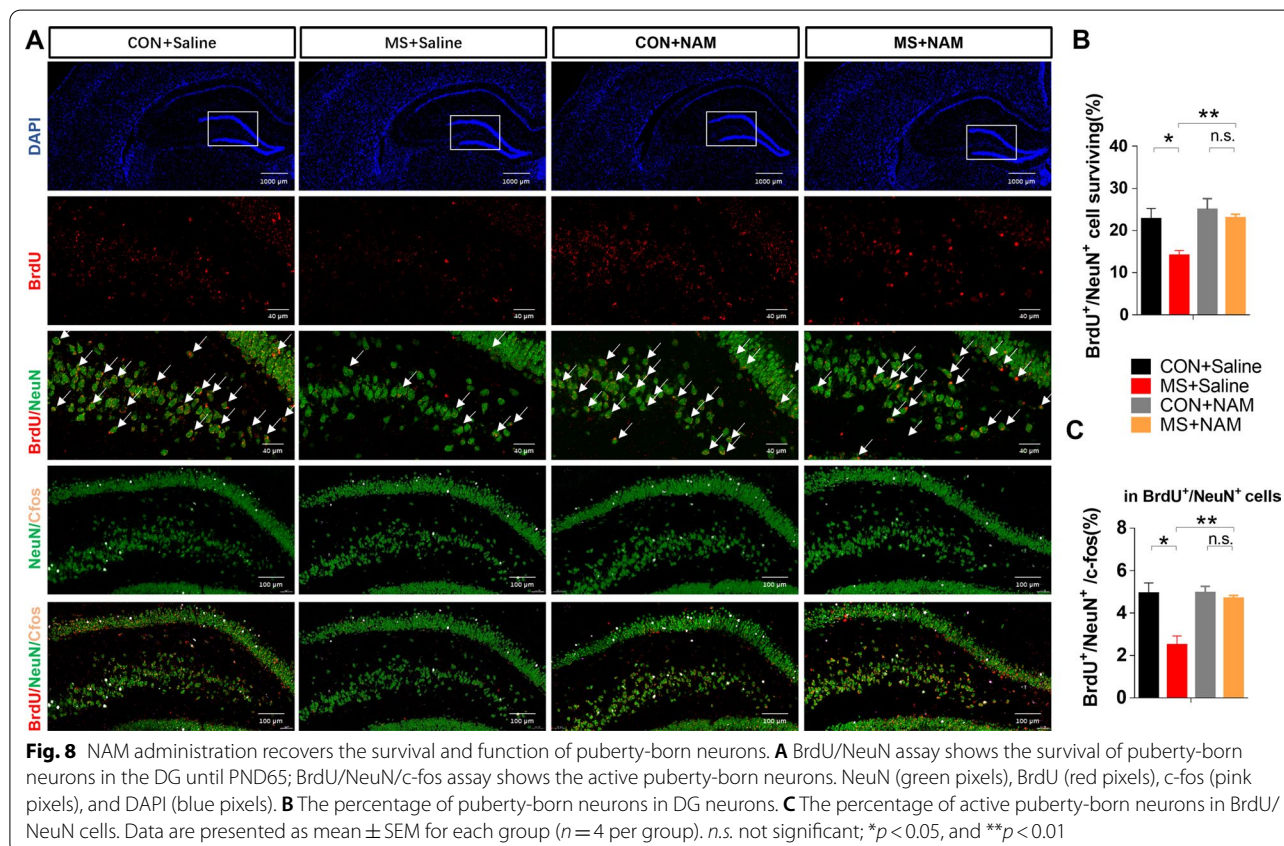 A
CON+Saline MS+Saline CON+NAM MS+NAM
DAPI
1000 µm 1000 µm 1000 µm 1000 µm
BrdU
40 µm 40 µm 40 µm 40 µm
BrdU/NeuN
40 µm 40 µm 40 µm 40 µm
NeuN/Cfos
100 µm 100 µm 100 µm 100 µm
BrdU/NeuN/Cfos
100 µm 100 µm 100 µm 100 µm
B
BrdU⁺/NeuN⁺ cell surviving(%)
**
* n.s.
40
30
20
10
0
CON+Saline
MS+Saline
CON+NAM
MS+NAM
C
in BrdU⁺/NeuN⁺ cells
BrdU⁺/NeuN⁺ /c-fos(%)
**
* n.s.
8
6
4
2
0
Fig. 8 NAM administration recovers the survival and function of puberty-born neurons. A BrdU/NeuN assay shows the survival of puberty-born
neurons in the DG until PND65; BrdU/NeuN/c-fos assay shows the active puberty-born neurons. NeuN (green pixels), BrdU (red pixels), c-fos (pink
pixels), and DAPI (blue pixels). B The percentage of puberty-born neurons in DG neurons. C The percentage of active puberty-born neurons in BrdU/
NeuN cells. Data are presented as mean ± SEM for each group (n = 4 per group). n.s. not significant; *p < 0.05, and **p < 0.01